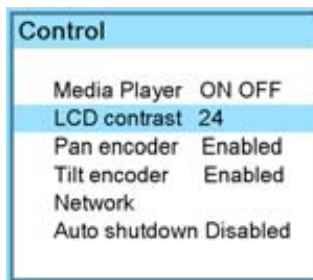 Control
Media Player ON OFF
LCD contrast 24
Pan encoder Enabled
Tilt encoder Enabled
Network
Auto shutdown Disabled